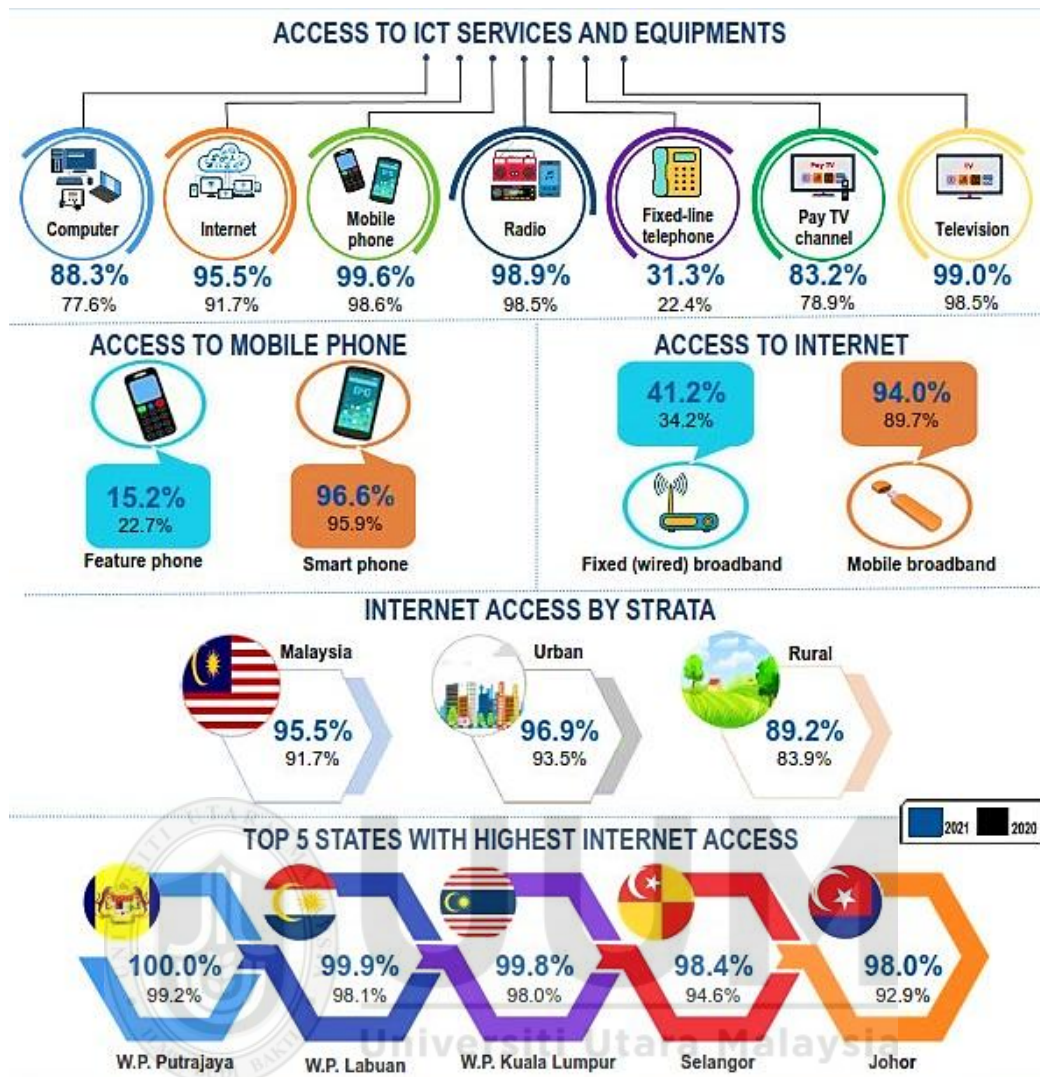 ACCESS TO ICT SERVICES AND EQUIPMENTS
Computer
88.3%
77.6%
Internet
95.5%
91.7%
Mobile
phone
99.6%
98.6%
Radio
98.9%
98.5%
Fixed-line
telephone
31.3%
22.4%
Pay TV
Pay TV
channel
83.2%
78.9%
TV
Television
99.0%
98.5%
ACCESS TO MOBILE PHONE
15.2%
22.7%
Feature phone
96.6%
95.9%
Smart phone
ACCESS TO INTERNET
41.2%
34.2%
Fixed (wired) broadband
94.0%
89.7%
Mobile broadband
INTERNET ACCESS BY STRATA
Malaysia
95.5%
91.7%
Urban
96.9%
93.5%
Rural
89.2%
83.9%
2021 2020
TOP 5 STATES WITH HIGHEST INTERNET ACCESS
100.0%
99.2%
W.P. Putrajaya
99.9%
98.1%
W.P. Labuan
99.8%
98.0%
W.P. Kuala Lumpur
98.4%
94.6%
Selangor
98.0%
92.9%
Johor
UUM
Universiti Utara Malaysia